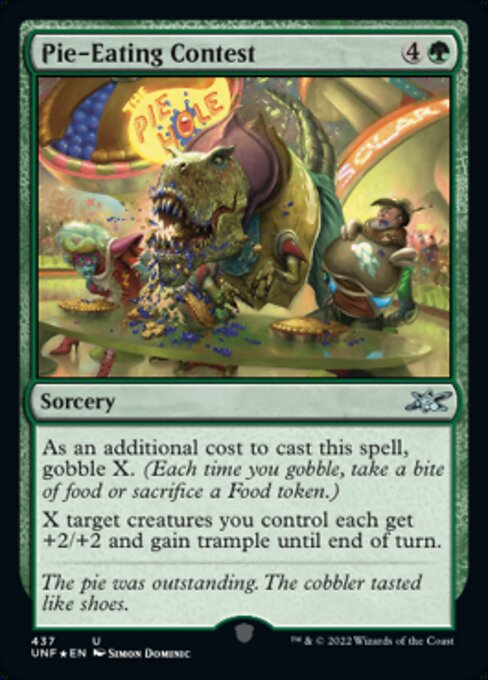 Pie-Eating Contest 4
THE
PIE
HOLE
SCLAR
Sorcery
As an additional cost to cast this spell,
gobble X. (Each time you gobble, take a bite
of food or sacrifice a Food token.)
X target creatures you control each get
+2/+2 and gain trample until end of turn.
The pie was outstanding. The cobbler tasted
like shoes.
437 U
UNF★EN Simon Dominic
™ & © 2022 Wizards of the Coast